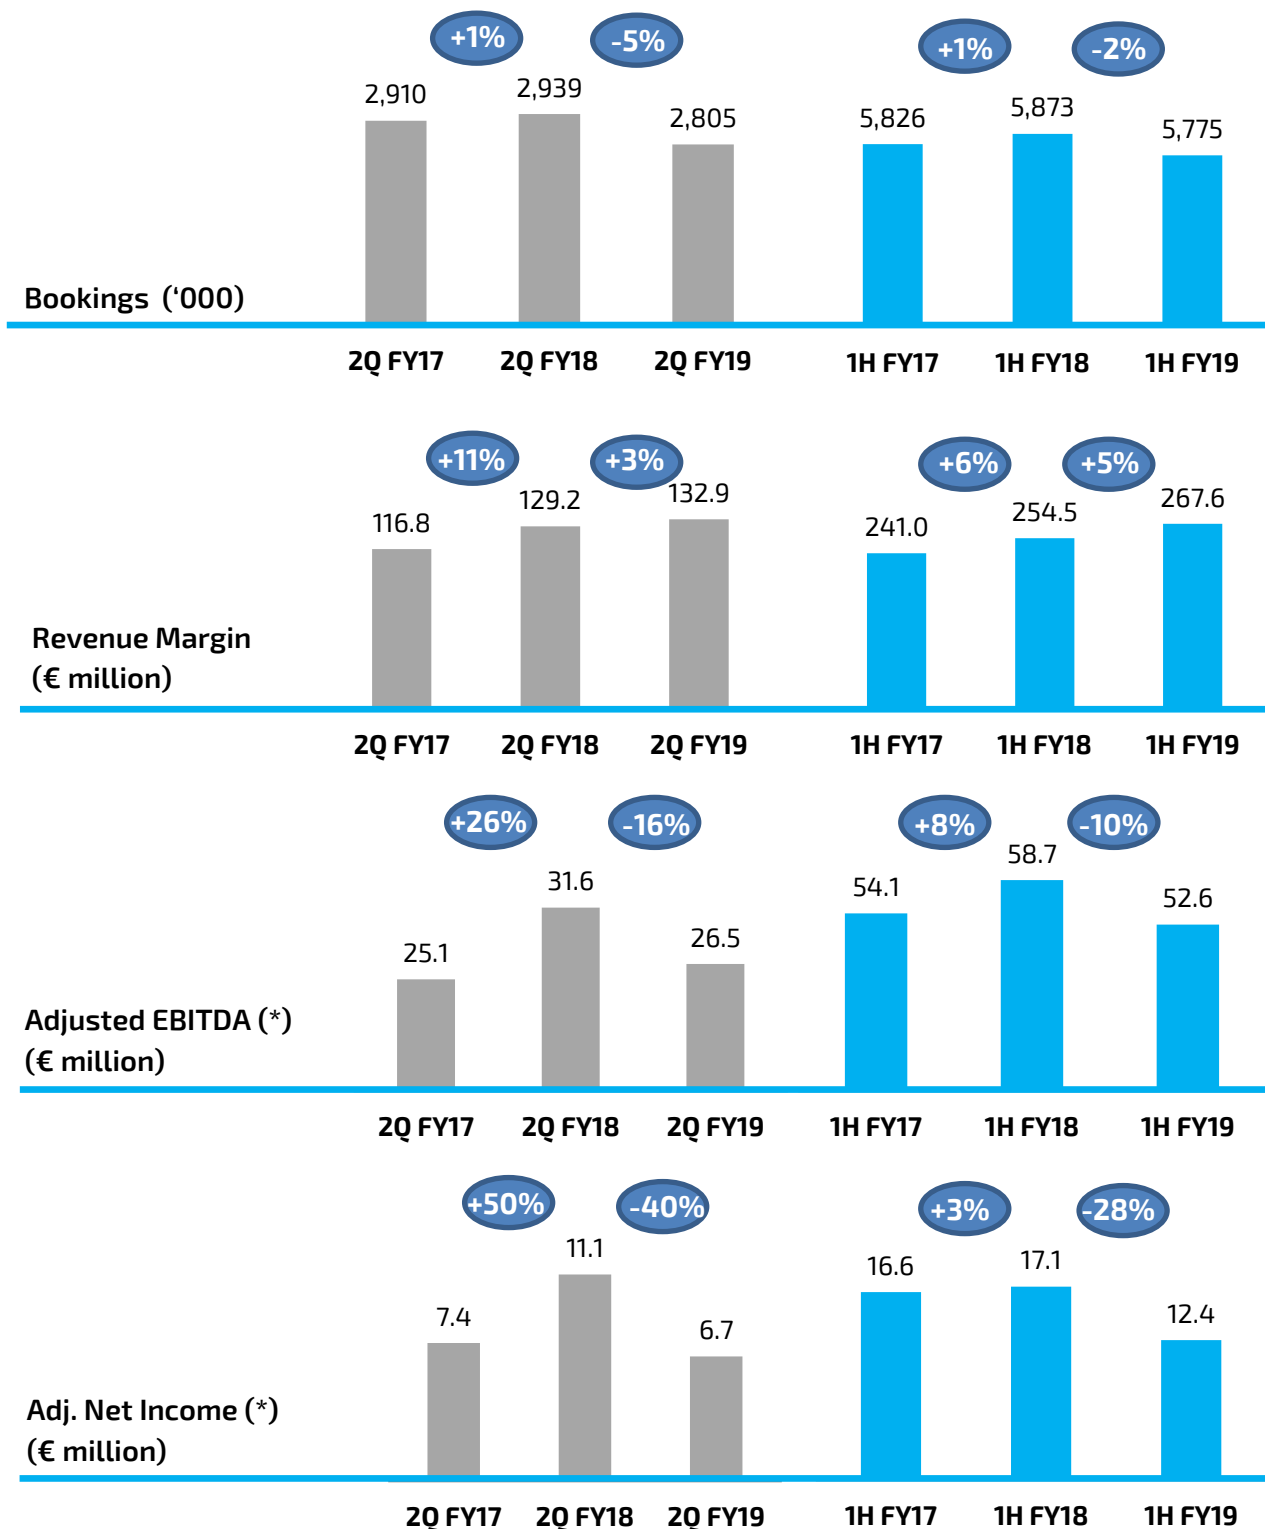 +1% -5% +1% -2%
2,910 2,939 2,805 5,826 5,873 5,775
Bookings (‘000)
2Q FY17 2Q FY18 2Q FY19 1H FY17 1H FY18 1H FY19
+11% +3% +6% +5%
116.8 129.2 132.9 241.0 254.5 267.6
Revenue Margin
(€ million)
2Q FY17 2Q FY18 2Q FY19 1H FY17 1H FY18 1H FY19
+26% -16% +8% -10%
25.1 31.6 26.5 54.1 58.7 52.6
Adjusted EBITDA (*)
(€ million)
2Q FY17 2Q FY18 2Q FY19 1H FY17 1H FY18 1H FY19
+50% -40% +3% -28%
7.4 11.1 6.7 16.6 17.1 12.4
Adj. Net Income (*)
(€ million)
2Q FY17 2Q FY18 2Q FY19 1H FY17 1H FY18 1H FY19